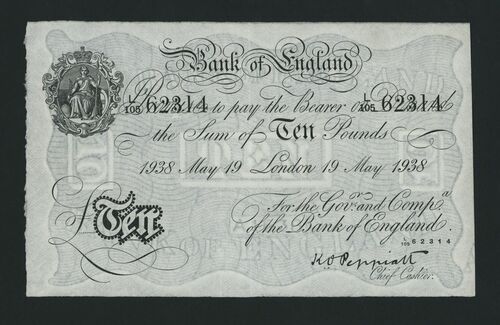 Bank of England
L/105 62314 L/105 62314
Promise to pay the Bearer on Demand
the Sum of Ten Pounds
1938 May 19 London 19 May 1938
For the Govr. and Compa.
of the Bank of England.
L/105 62314
£Ten
K.O. Peppiatt
Chief Cashier.